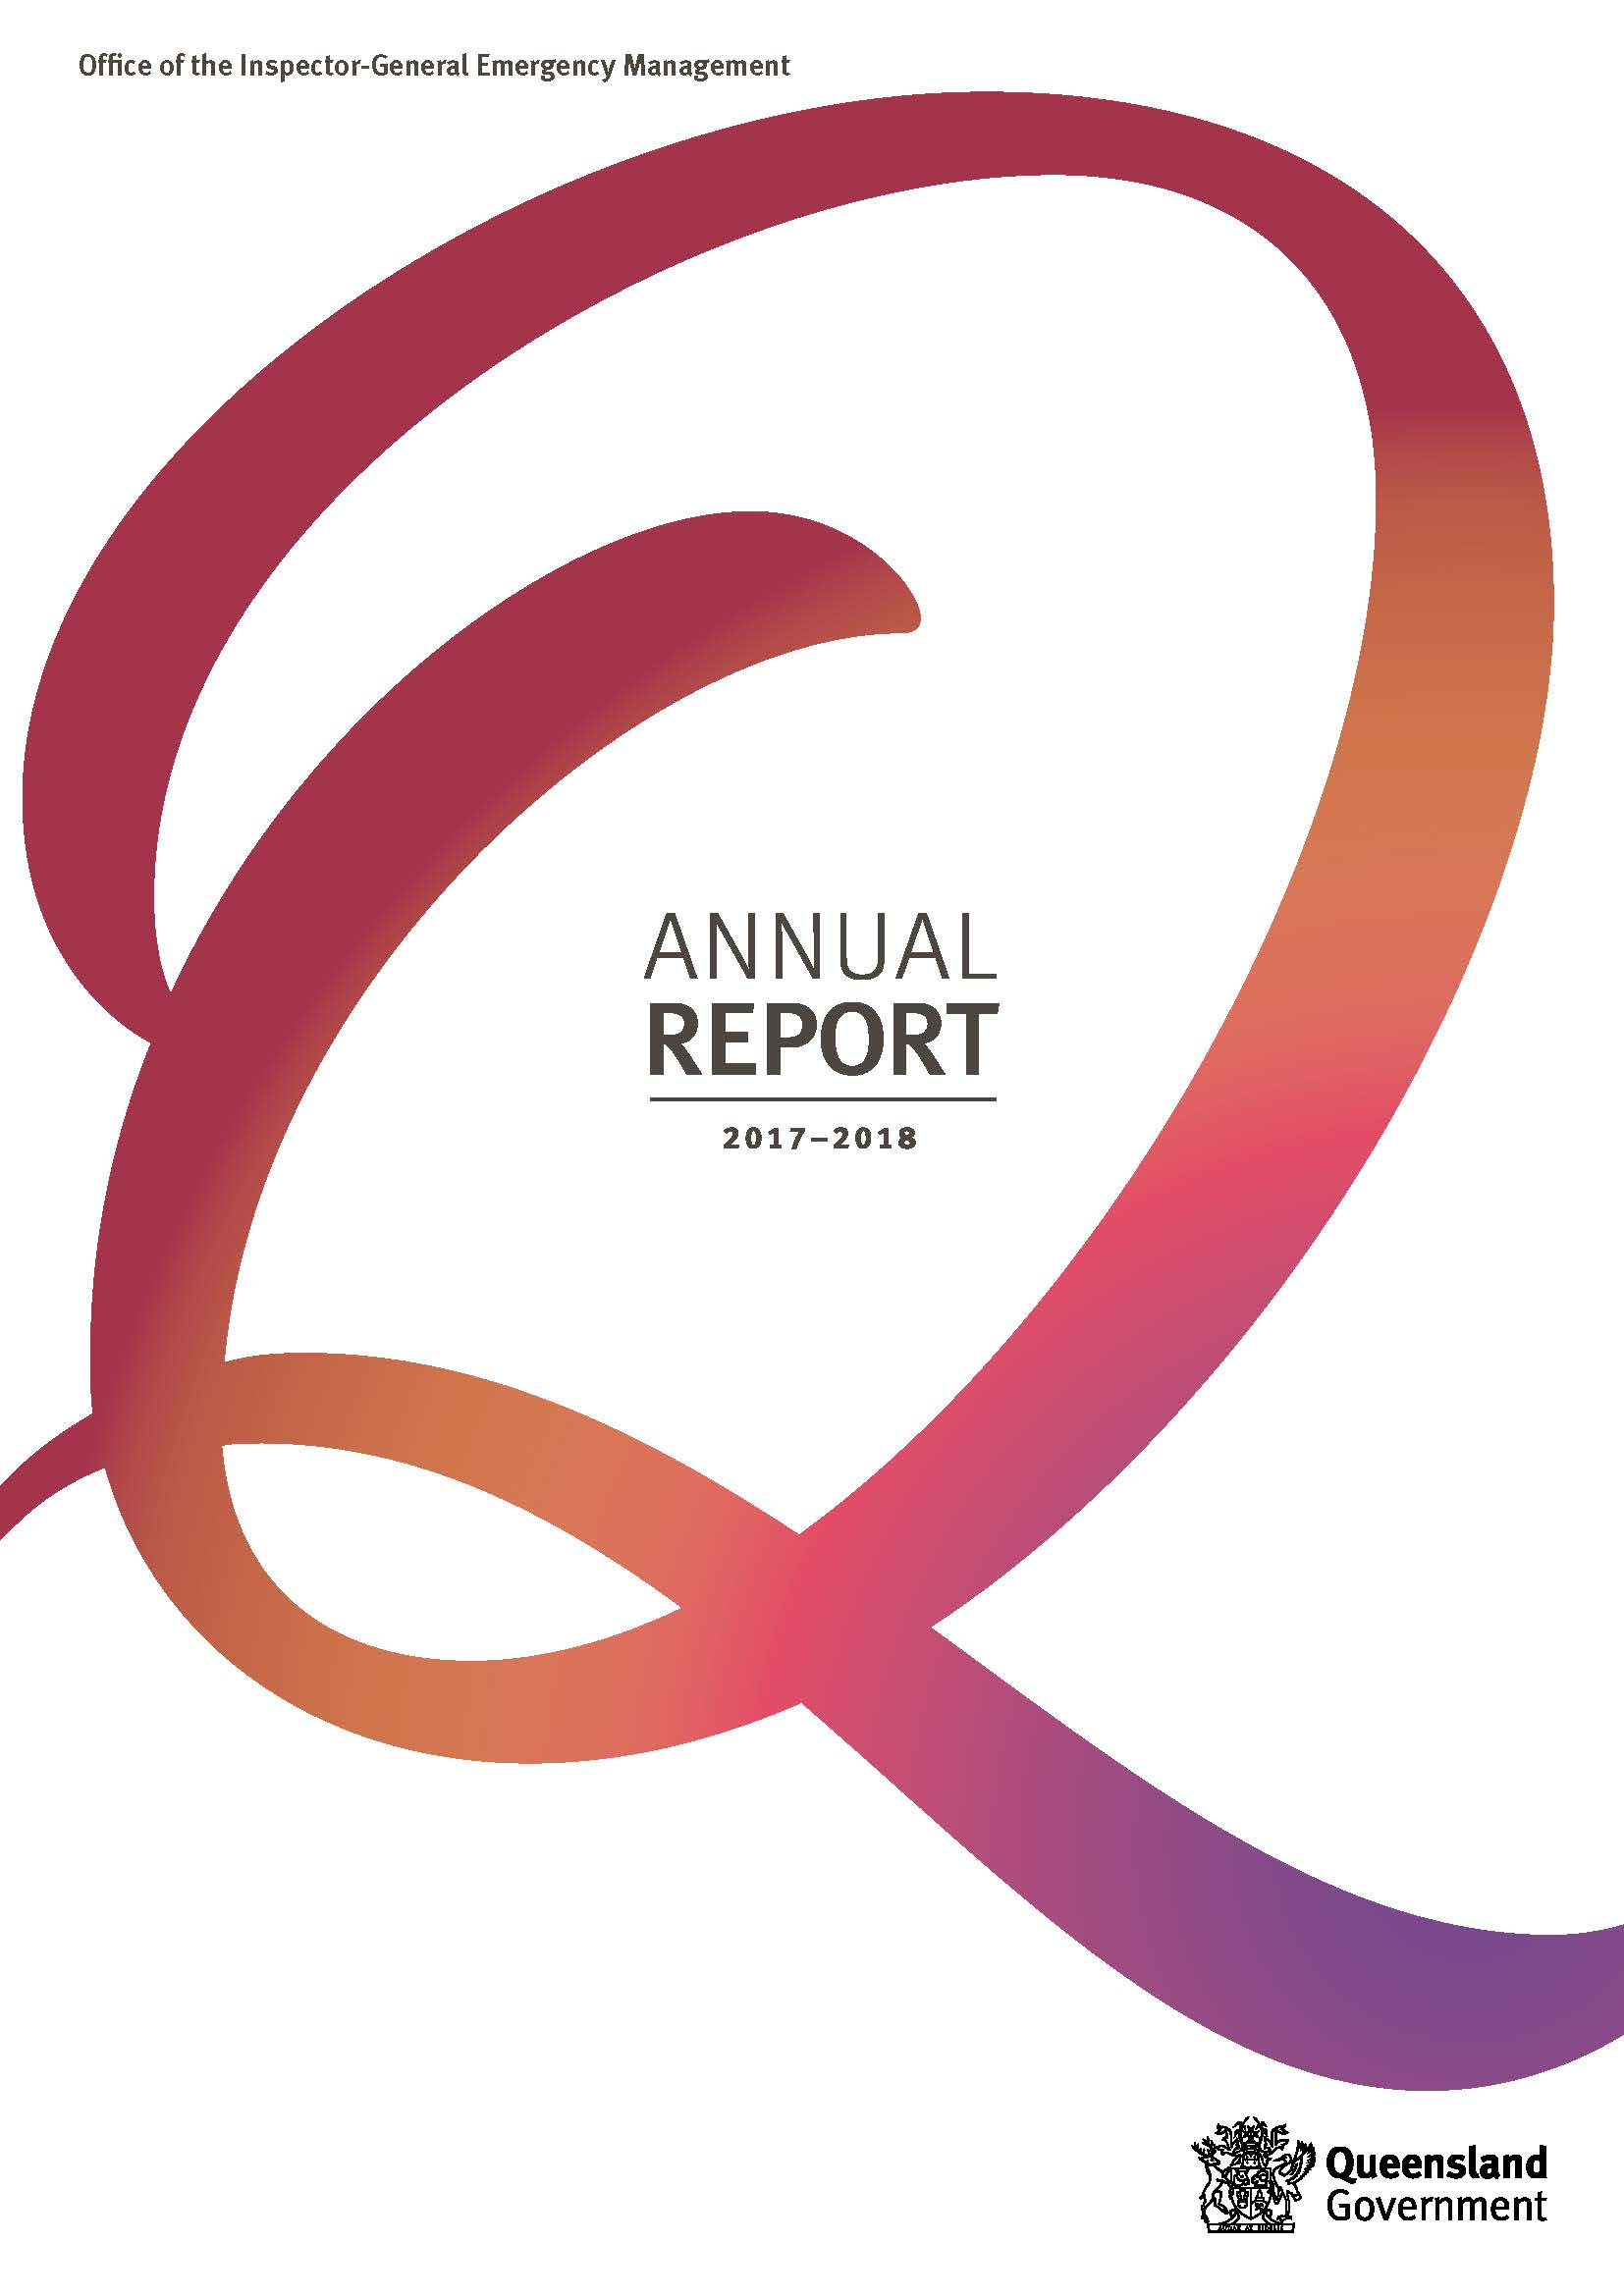 Office of the Inspector-General Emergency Management
ANNUAL
REPORT
2017–2018
Queensland
Government